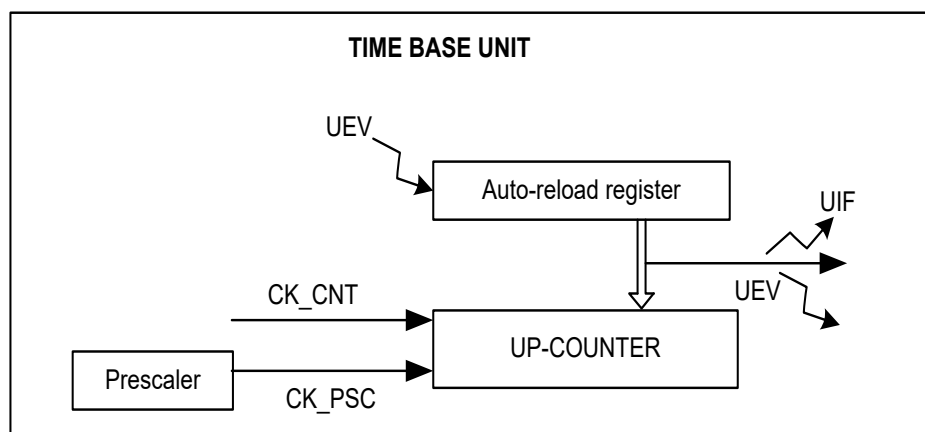 TIME BASE UNIT
UEV
Auto-reload register
UIF
UEV
CK_CNT
UP-COUNTER
Prescaler
CK_PSC